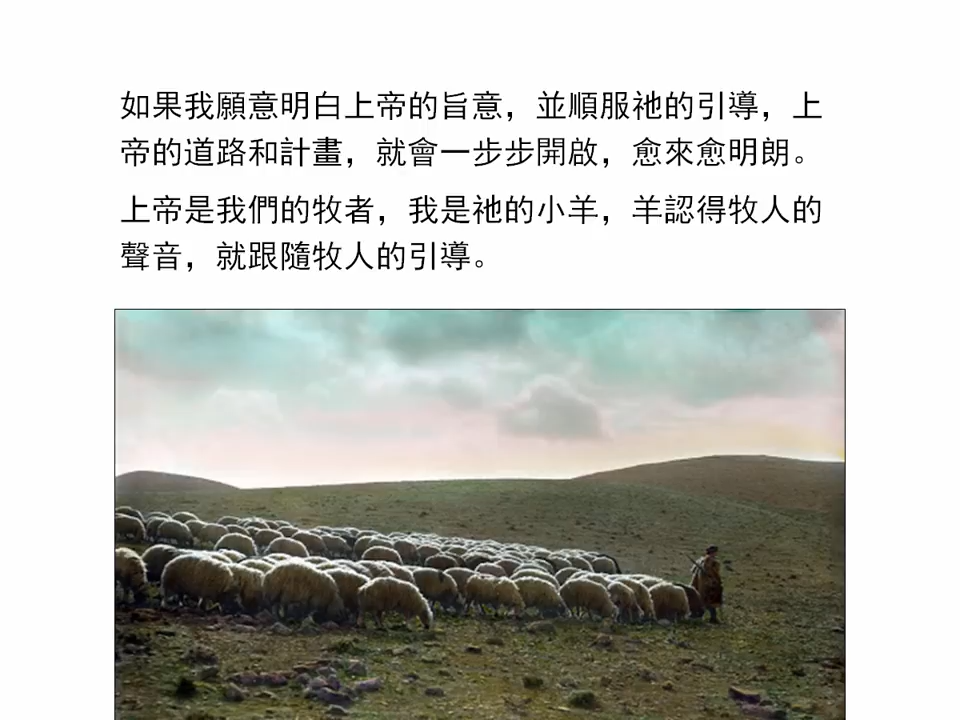 如果我願意明白上帝的旨意，並順服祂的引導，上
帝的道路和計畫，就會一步步開啟，愈來愈明朗。
上帝是我們的牧者，我是祂的小羊，羊認得牧人的
聲音，就跟隨牧人的引導。